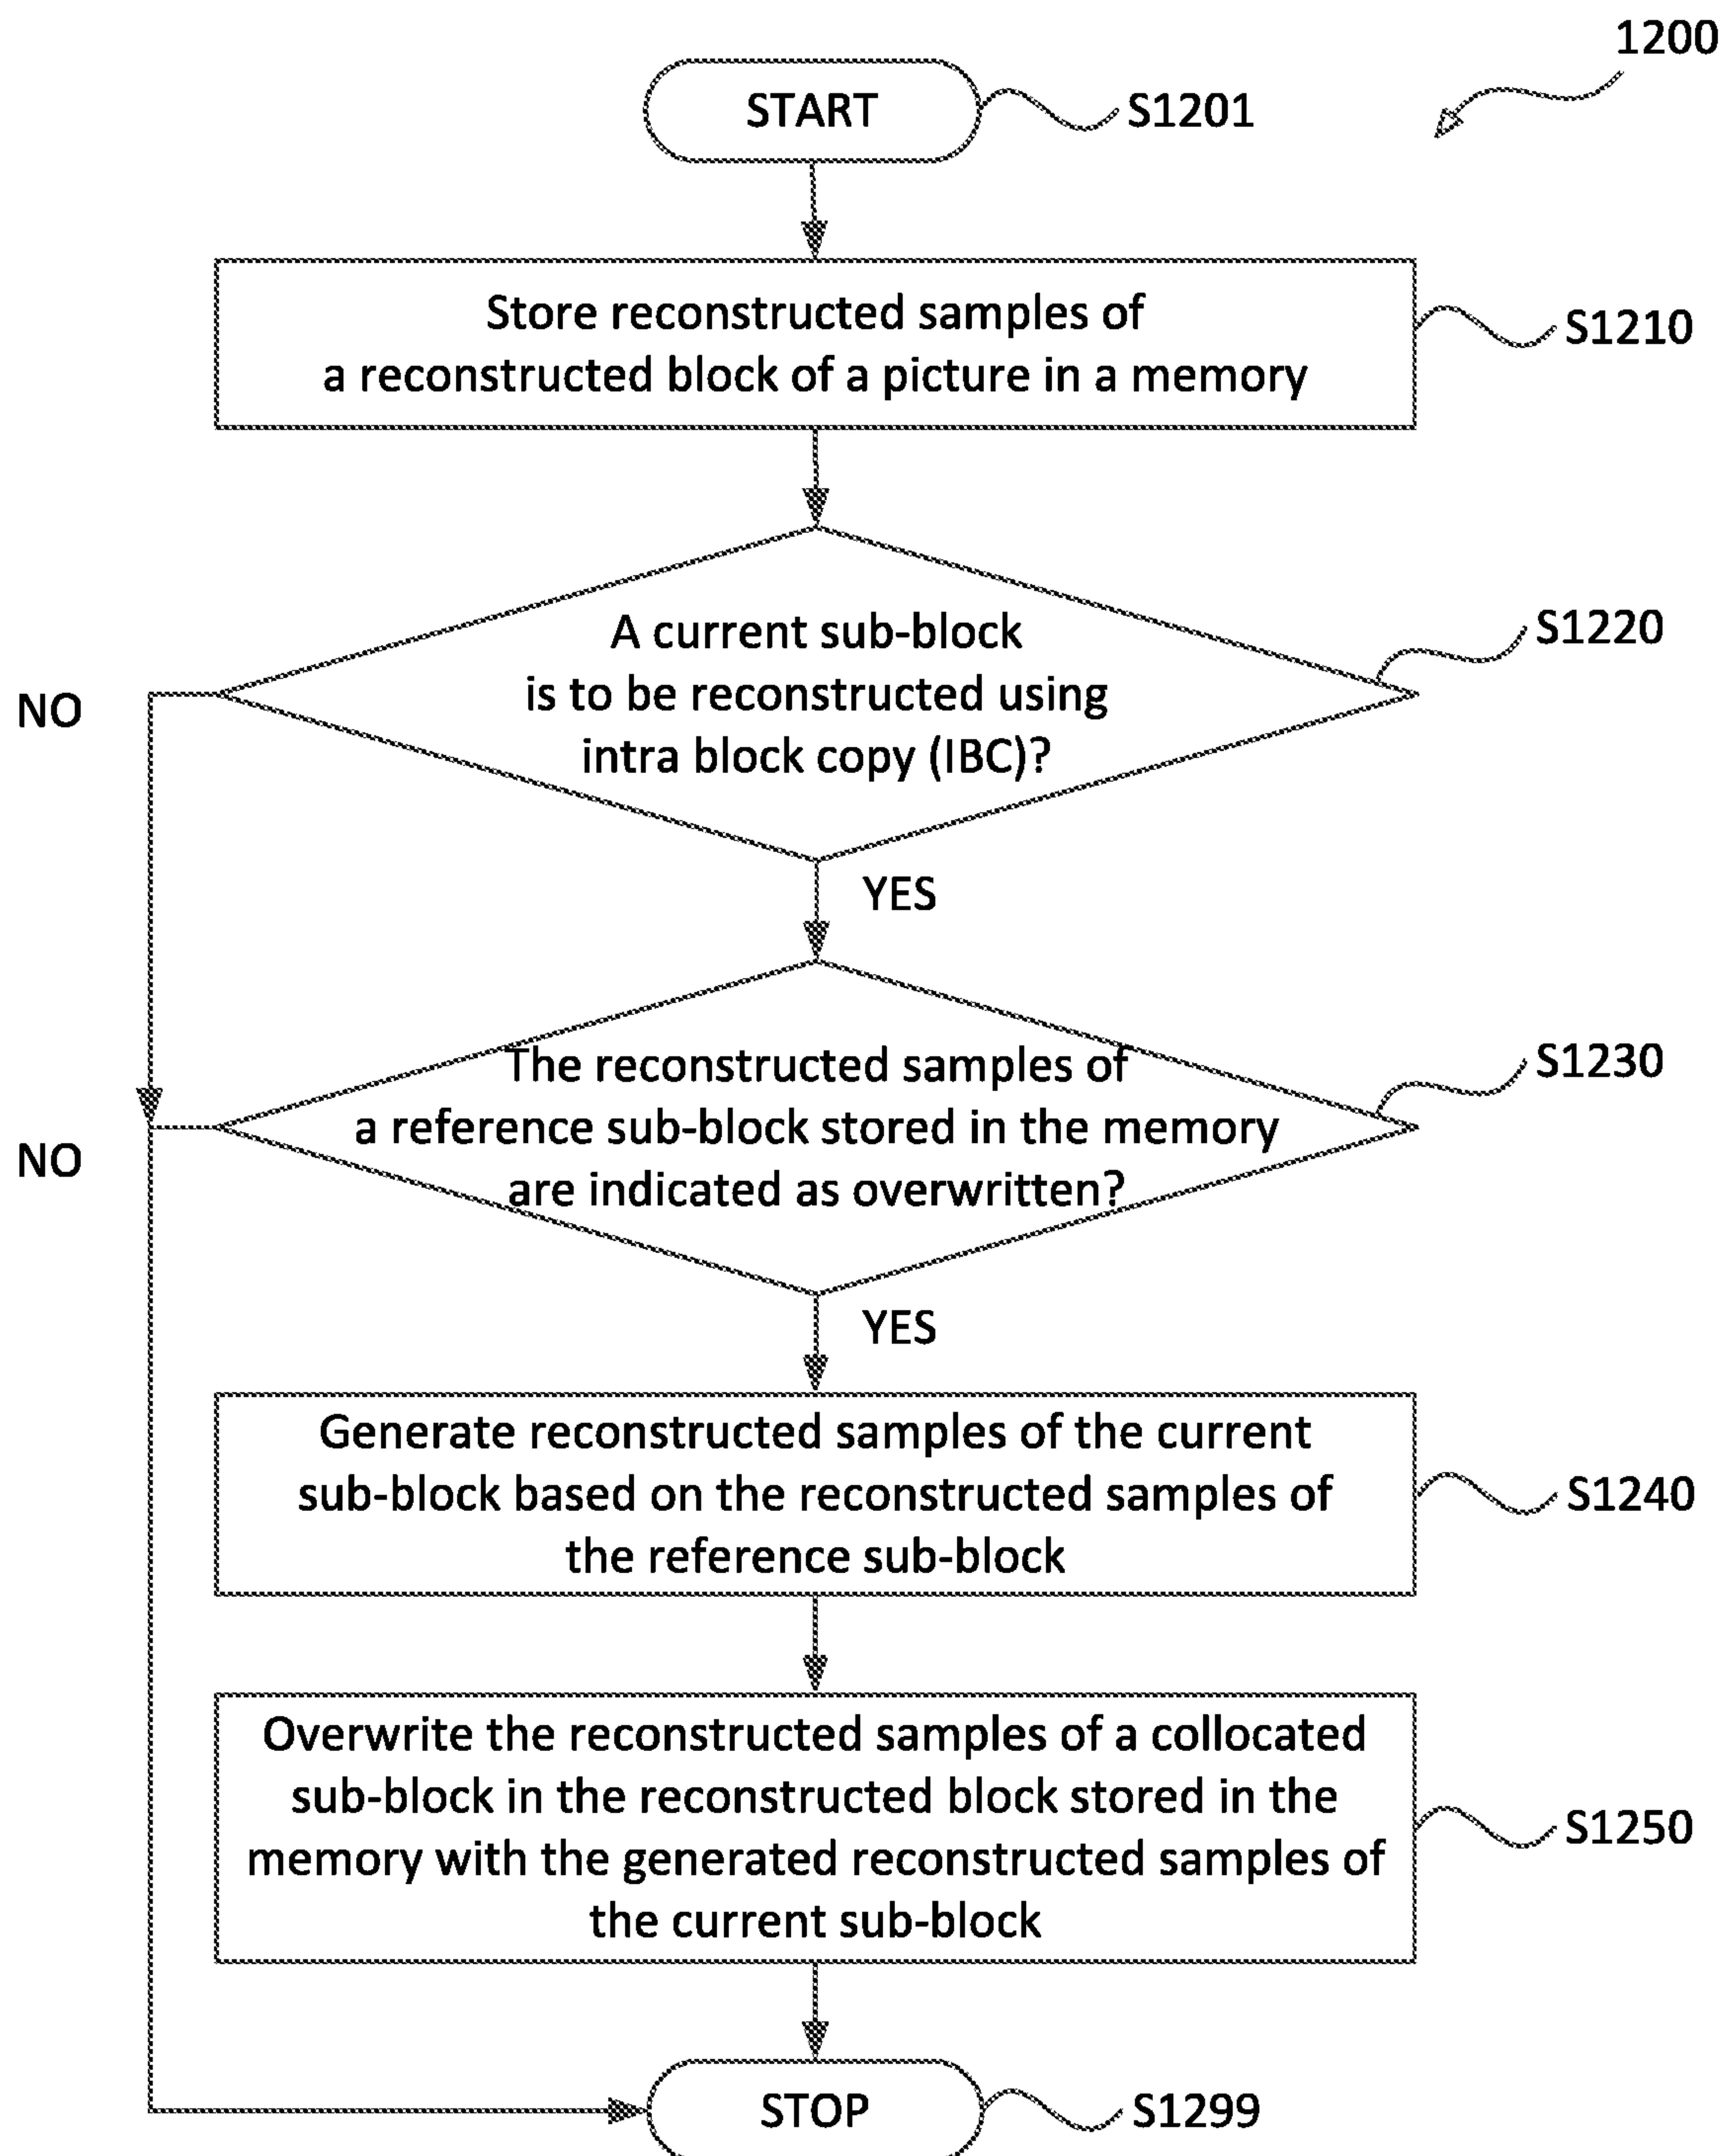 1200
START
S1201
Store reconstructed samples of
a reconstructed block of a picture in a memory
S1210
A current sub-block
is to be reconstructed using
intra block copy (IBC)?
S1220
NO
YES
The reconstructed samples of
a reference sub-block stored in the memory
are indicated as overwritten?
S1230
NO
YES
Generate reconstructed samples of the current
sub-block based on the reconstructed samples of
the reference sub-block
S1240
Overwrite the reconstructed samples of a collocated
sub-block in the reconstructed block stored in the
memory with the generated reconstructed samples of
the current sub-block
S1250
STOP
S1299